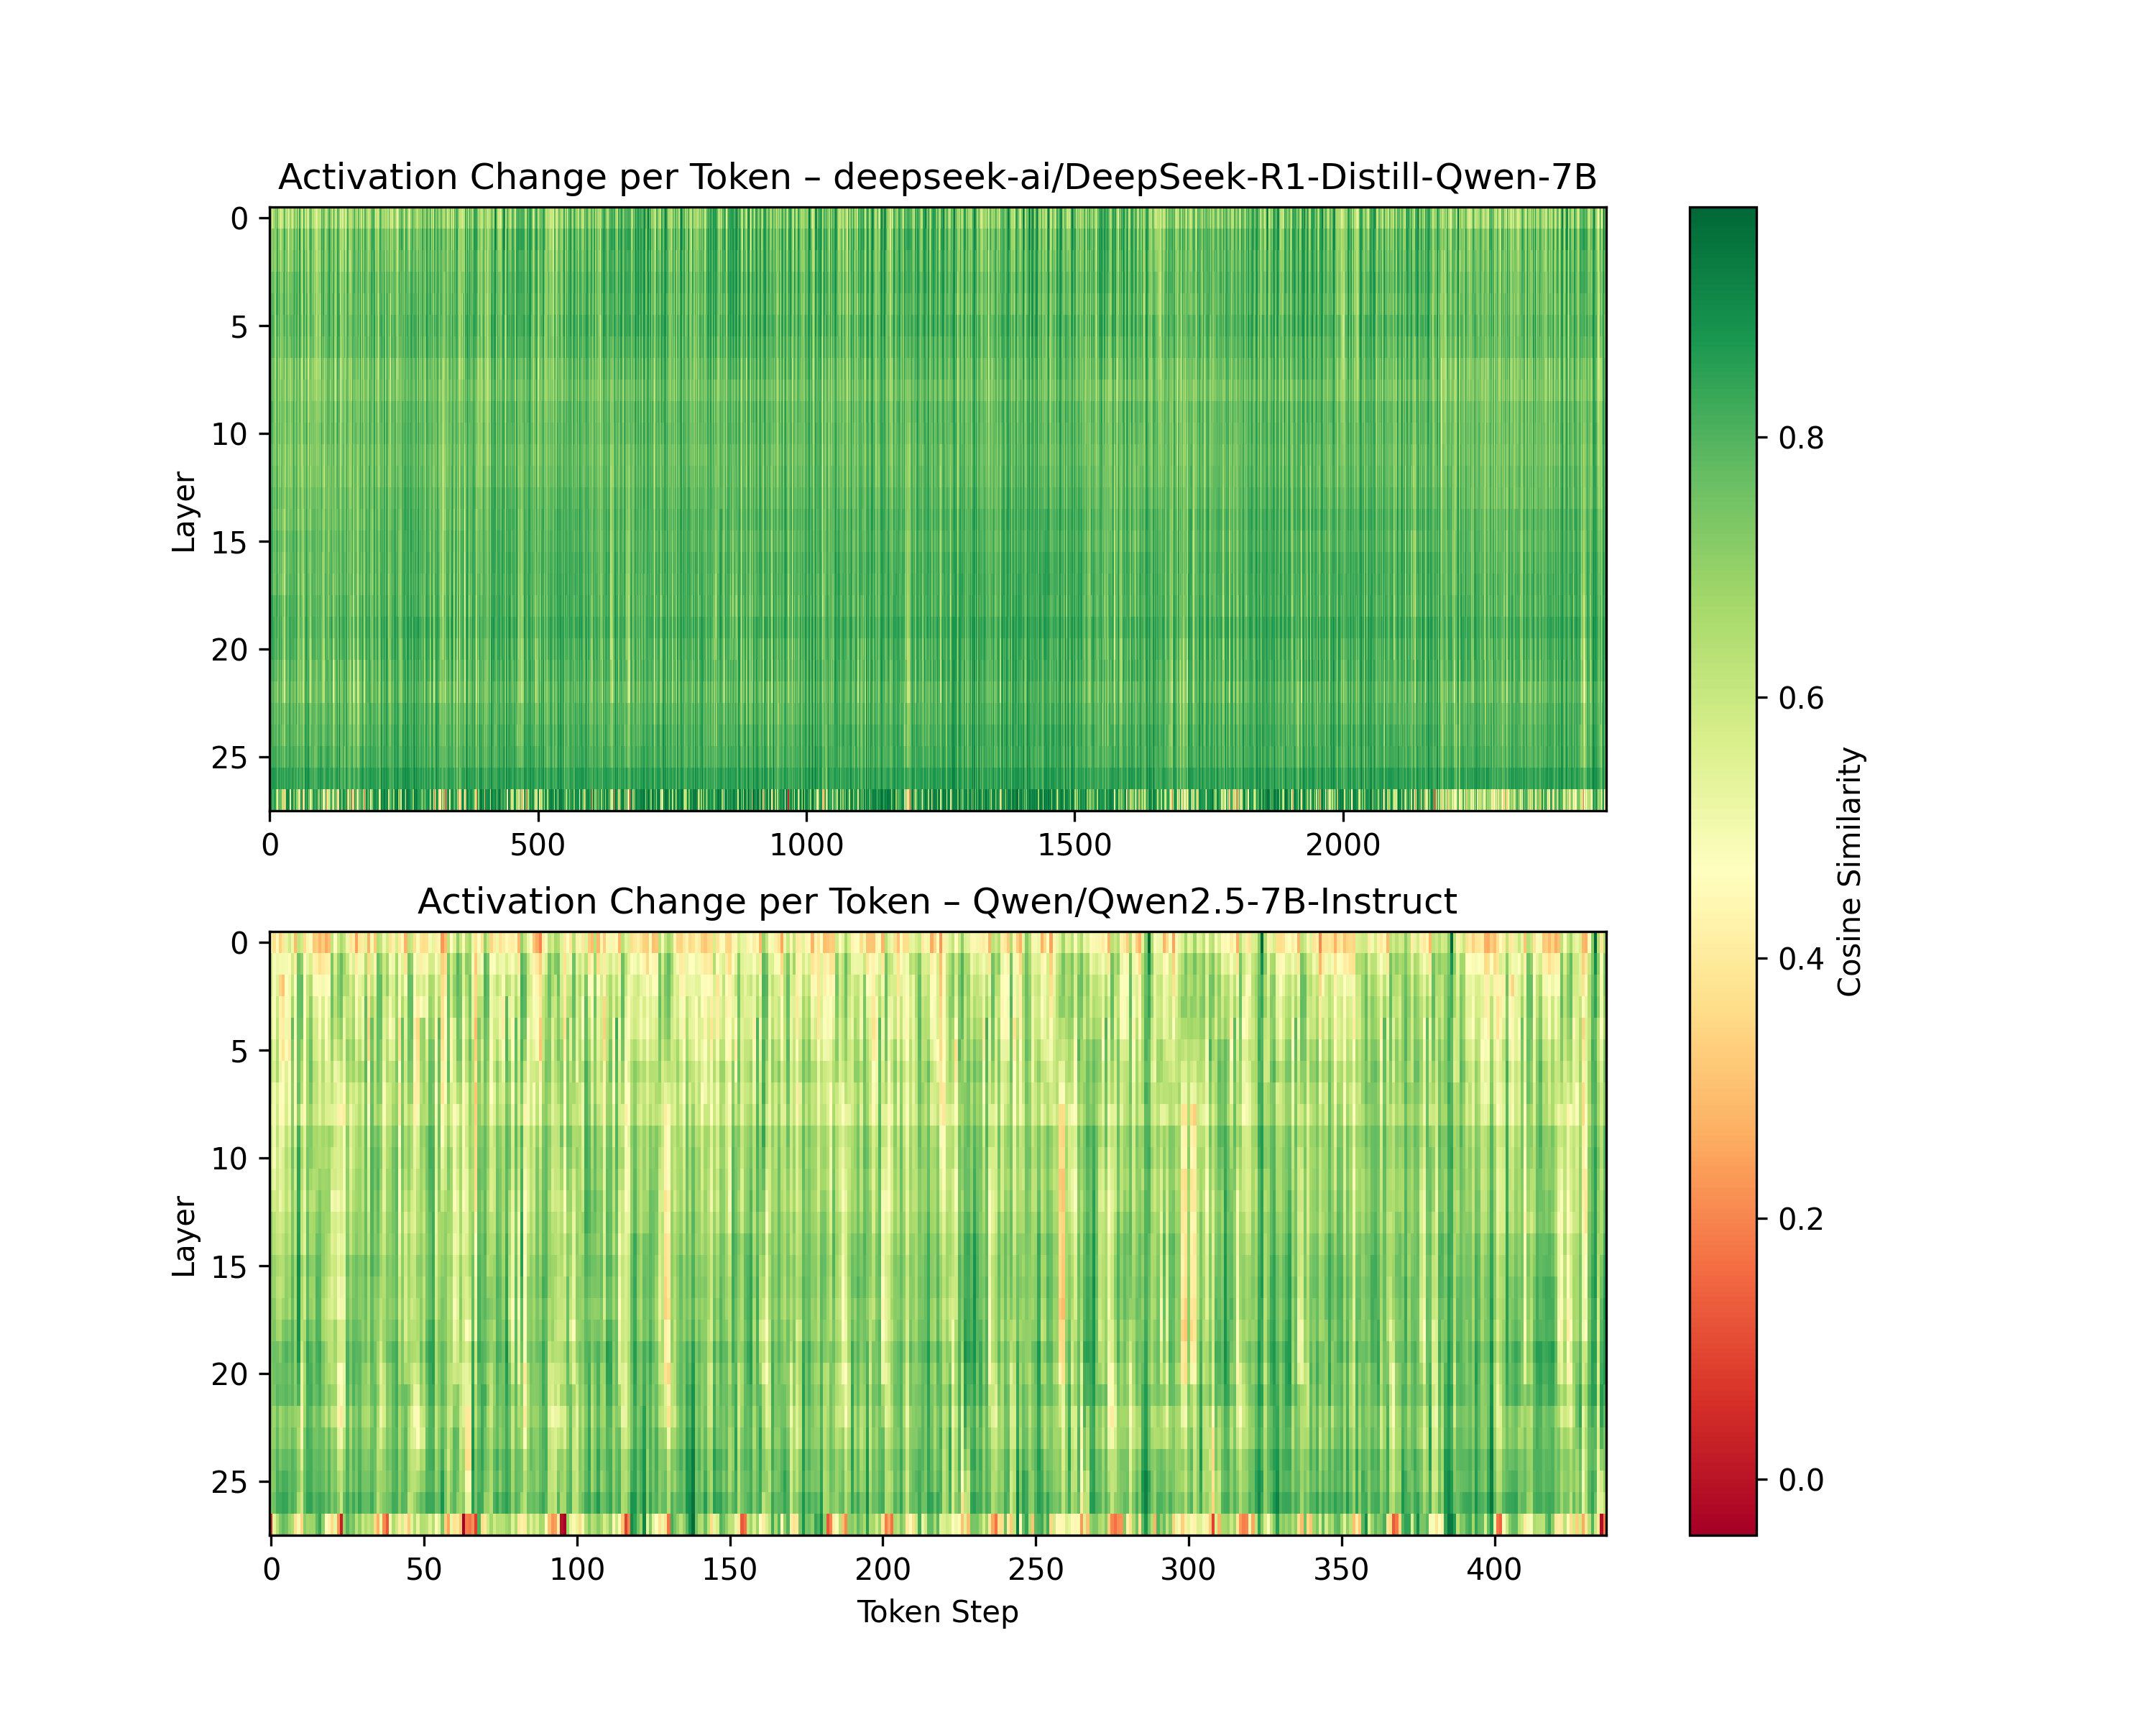 Activation Change per Token – deepseek-ai/DeepSeek-R1-Distill-Qwen-7B
0
5
10
15
20
25
Layer
0 500 1000 1500 2000
Activation Change per Token – Qwen/Qwen2.5-7B-Instruct
0
5
10
15
20
25
Layer
0 50 100 150 200 250 300 350 400
Token Step
0.8
0.6
0.4
0.2
0.0
Cosine Similarity